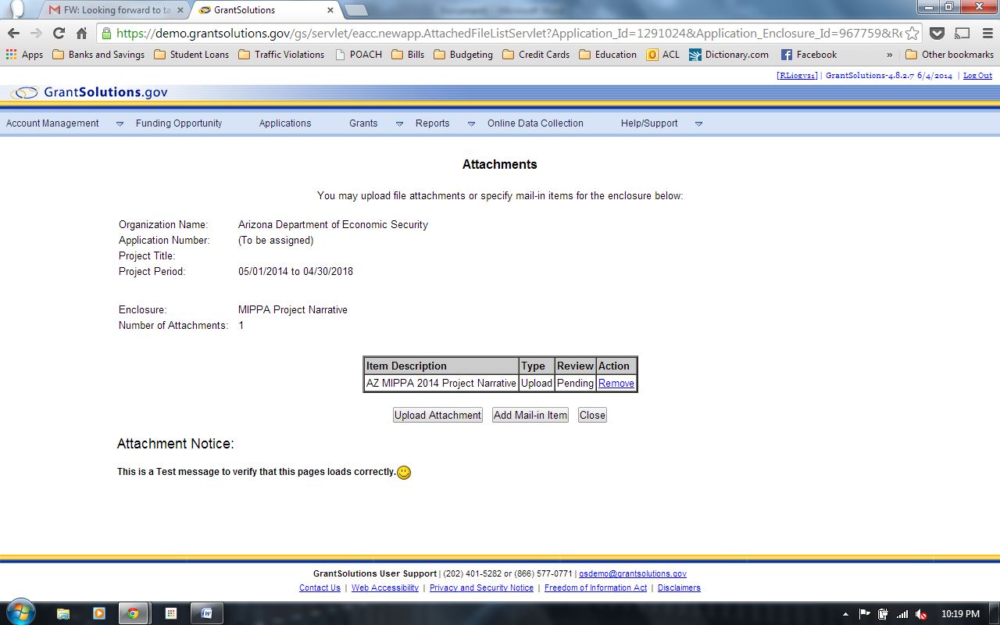 FW: Looking forward to ta
GrantSolutions
https://demo.grantsolutions.gov/gs/servlet/eacc.newapp.AttachedFileListServlet?Application_Id=1291024&Application_Enclosure_Id=967759&Re
Apps Banks and Savings Student Loans Traffic Violations POACH Bills Budgeting Credit Cards Education ACL Dictionary.com Facebook » Other bookmarks
[RLiogvs1] | GrantSolutions-4.8.2.7 6/4/2014 | Log Out
GrantSolutions.gov
Account Management Funding Opportunity Applications Grants Reports Online Data Collection Help/Support
Attachments
You may upload file attachments or specify mail-in items for the enclosure below:
Organization Name: Arizona Department of Economic Security
Application Number: (To be assigned)
Project Title:
Project Period: 05/01/2014 to 04/30/2018
Enclosure: MIPPA Project Narrative
Number of Attachments: 1
Item Description Type Review Action
AZ MIPPA 2014 Project Narrative Upload Pending Remove
Upload Attachment Add Mail-in Item Close
Attachment Notice:
This is a Test message to verify that this pages loads correctly.
GrantSolutions User Support | (202) 401-5282 or (866) 577-0771 | gsdemo@grantsolutions.gov
Contact Us | Web Accessibility | Privacy and Security Notice | Freedom of Information Act | Disclaimers
10:19 PM